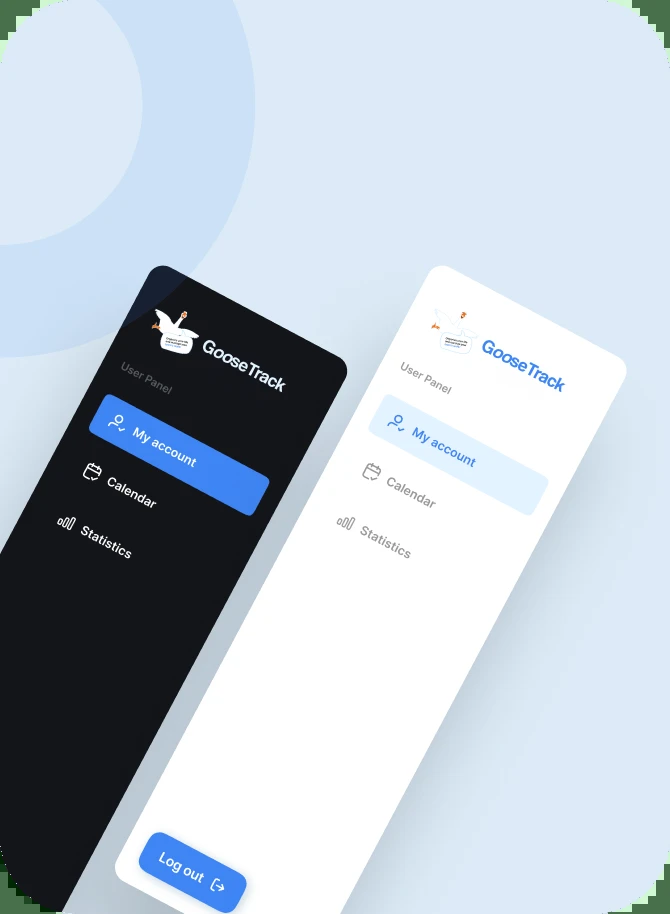 GooseTrack
User Panel
My account
Calendar
Statistics
GooseTrack
User Panel
My account
Calendar
Statistics
Log out